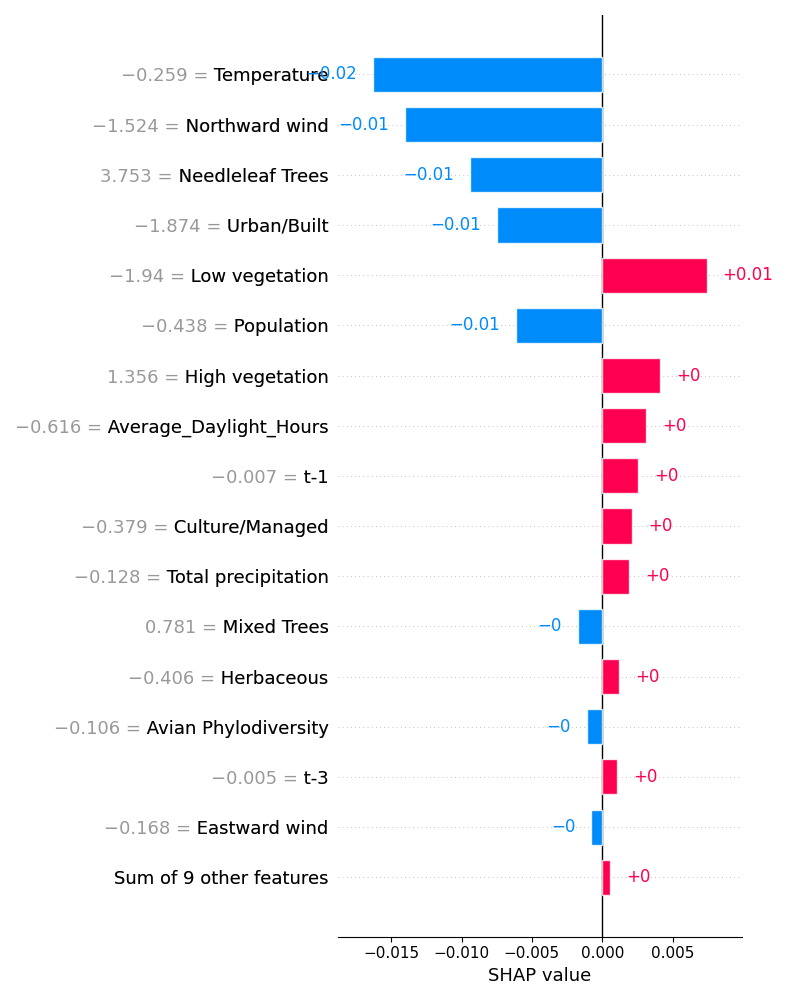 −0.259 = Temperature −0.02
−1.524 = Northward wind −0.01
3.753 = Needleleaf Trees −0.01
−1.874 = Urban/Built −0.01
−1.94 = Low vegetation +0.01
−0.438 = Population −0.01
1.356 = High vegetation +0
−0.616 = Average_Daylight_Hours +0
−0.007 = t-1 +0
−0.379 = Culture/Managed +0
−0.128 = Total precipitation +0
0.781 = Mixed Trees −0
−0.406 = Herbaceous +0
−0.106 = Avian Phylodiversity −0
−0.005 = t-3 +0
−0.168 = Eastward wind −0
Sum of 9 other features +0
−0.015 −0.010 −0.005 0.000 0.005
SHAP value